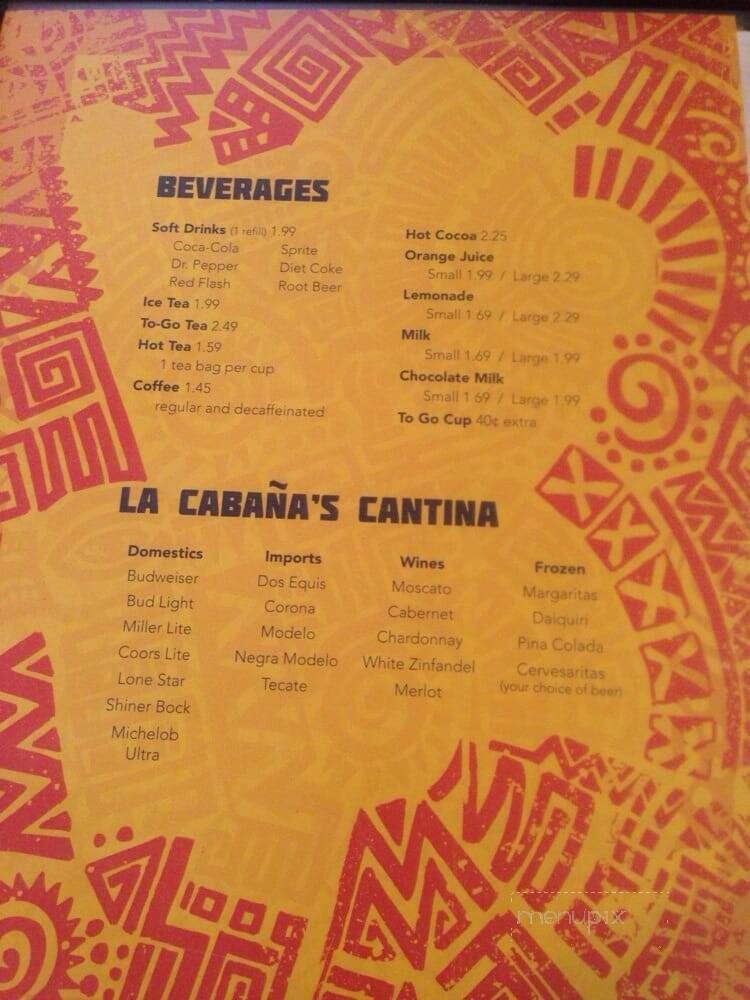 BEVERAGES
Soft Drinks (1 refill) 1.99
Coca-Cola Sprite
Dr. Pepper Diet Coke
Red Flash Root Beer
Ice Tea 1.99
To-Go Tea 2.49
Hot Tea 1.59
1 tea bag per cup
Coffee 1.45
regular and decaffeinated
Hot Cocoa 2.25
Orange Juice
Small 1.99 / Large 2.29
Lemonade
Small 1.69 / Large 2.29
Milk
Small 1.69 / Large 1.99
Chocolate Milk
Small 1.69 / Large 1.99
To Go Cup 40¢ extra
LA CABAÑA'S CANTINA
Domestics
Budweiser
Bud Light
Miller Lite
Coors Lite
Lone Star
Shiner Bock
Michelob
Ultra
Imports
Dos Equis
Corona
Modelo
Negra Modelo
Tecate
Wines
Moscato
Cabernet
Chardonnay
White Zinfandel
Merlot
Frozen
Margaritas
Daiquiri
Pina Colada
Cervesaritas
(your choice of beer)
menupix